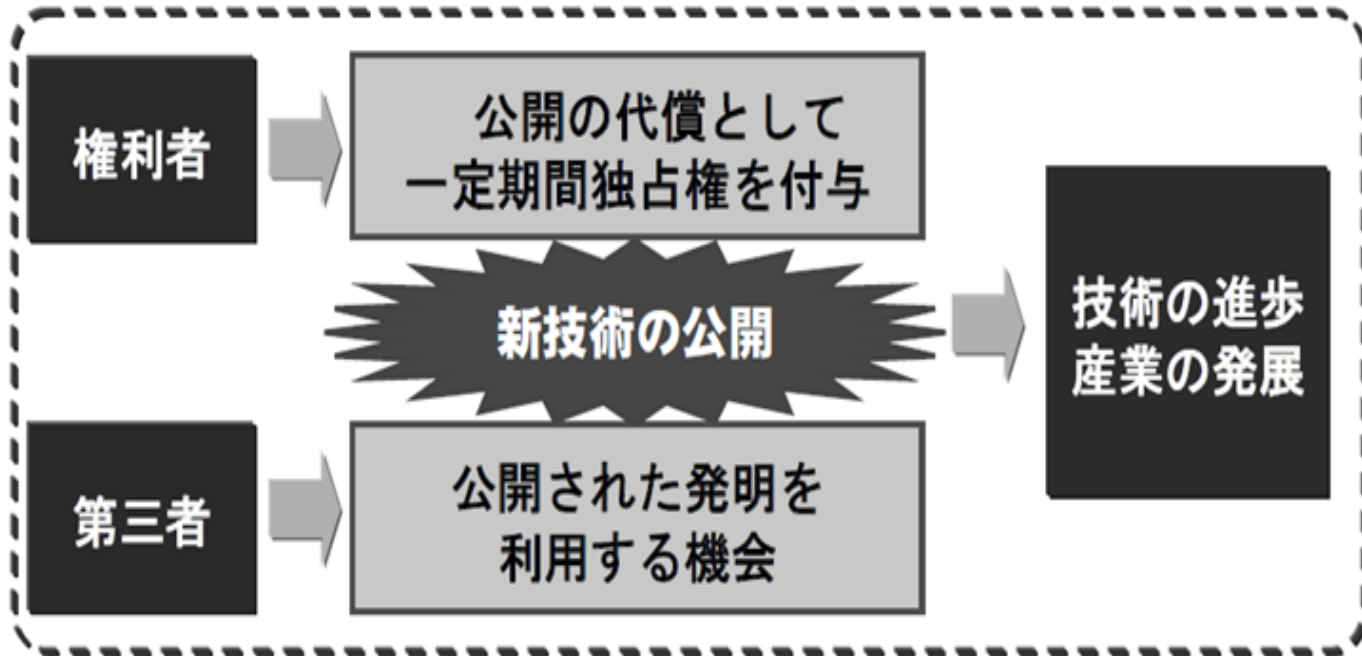 権利者
公開の代償として
一定期間独占権を付与
新技術の公開
技術の進歩
産業の発展
第三者
公開された発明を
利用する機会